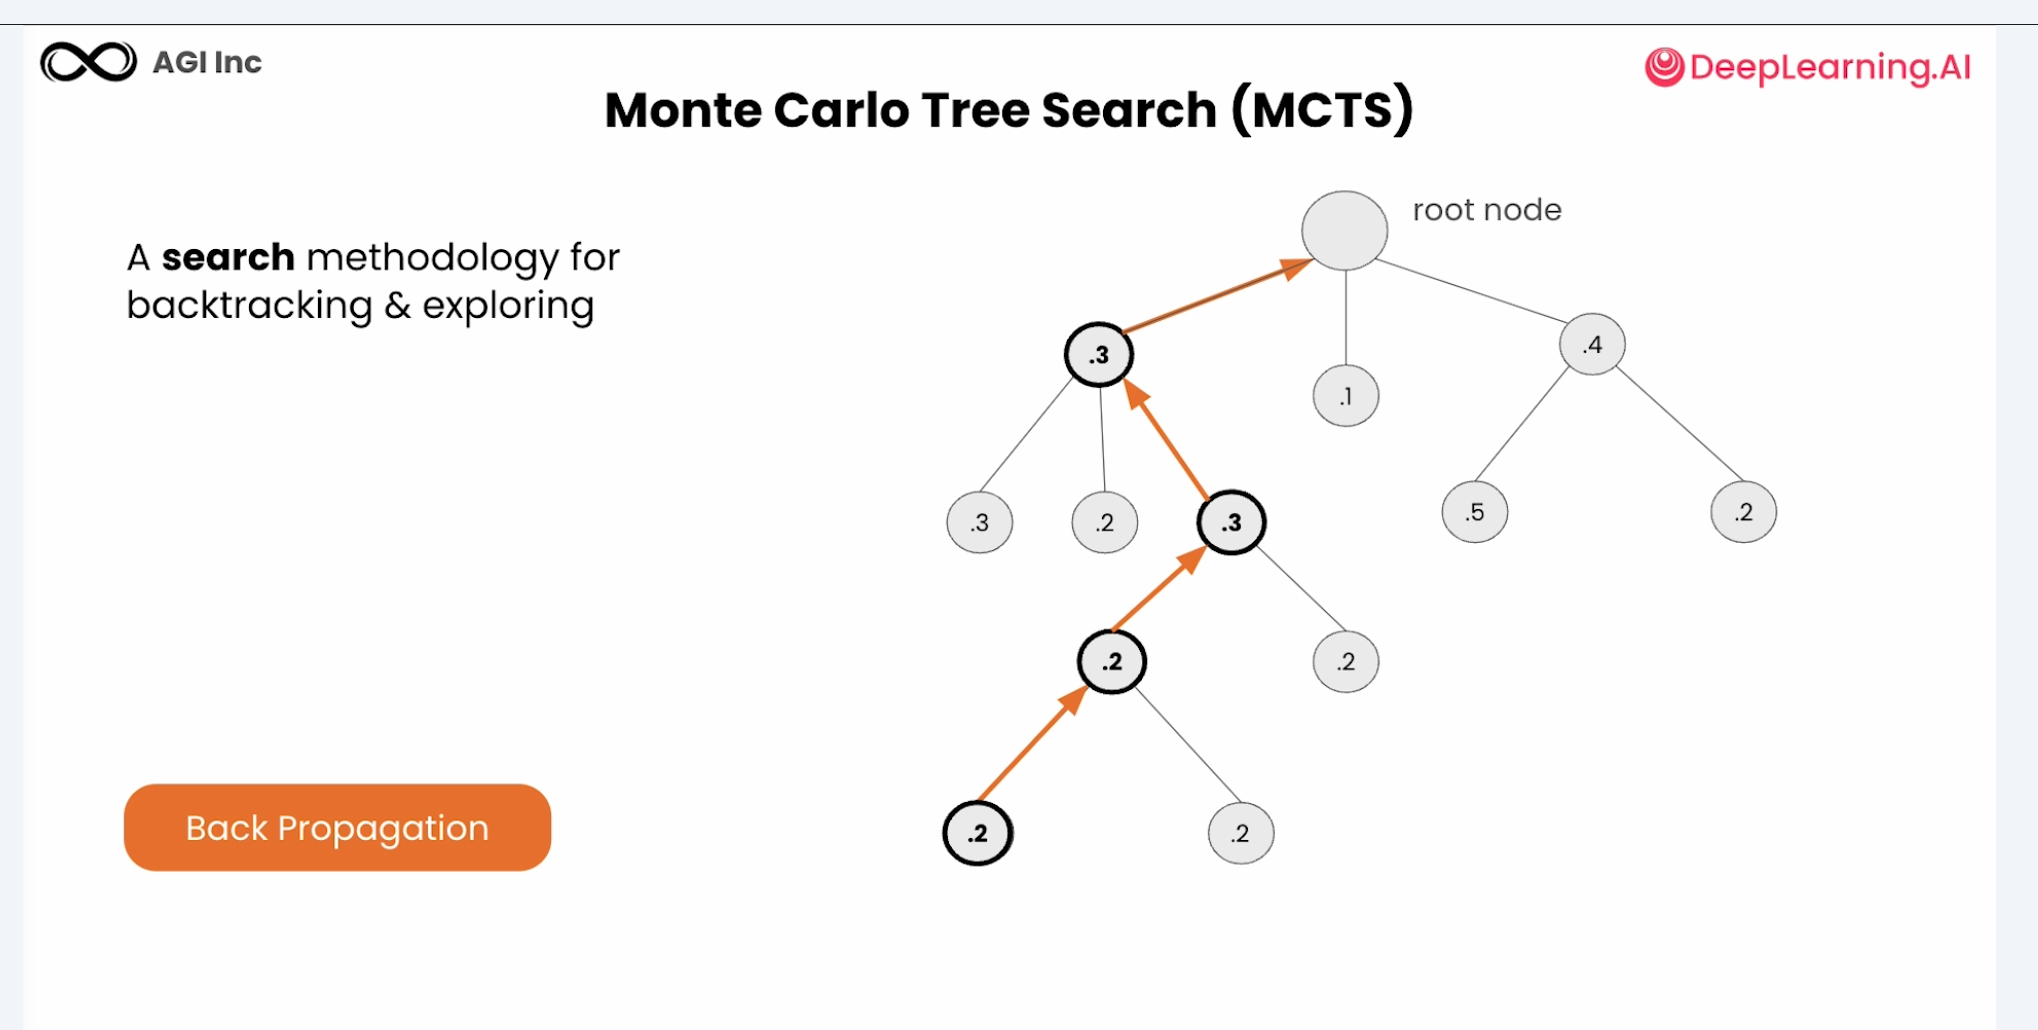 AGI Inc
DeepLearning.AI
Monte Carlo Tree Search (MCTS)
root node
A search methodology for
backtracking & exploring
.3
.1
.4
.3
.2
.3
.5
.2
.2
.2
Back Propagation
.2
.2